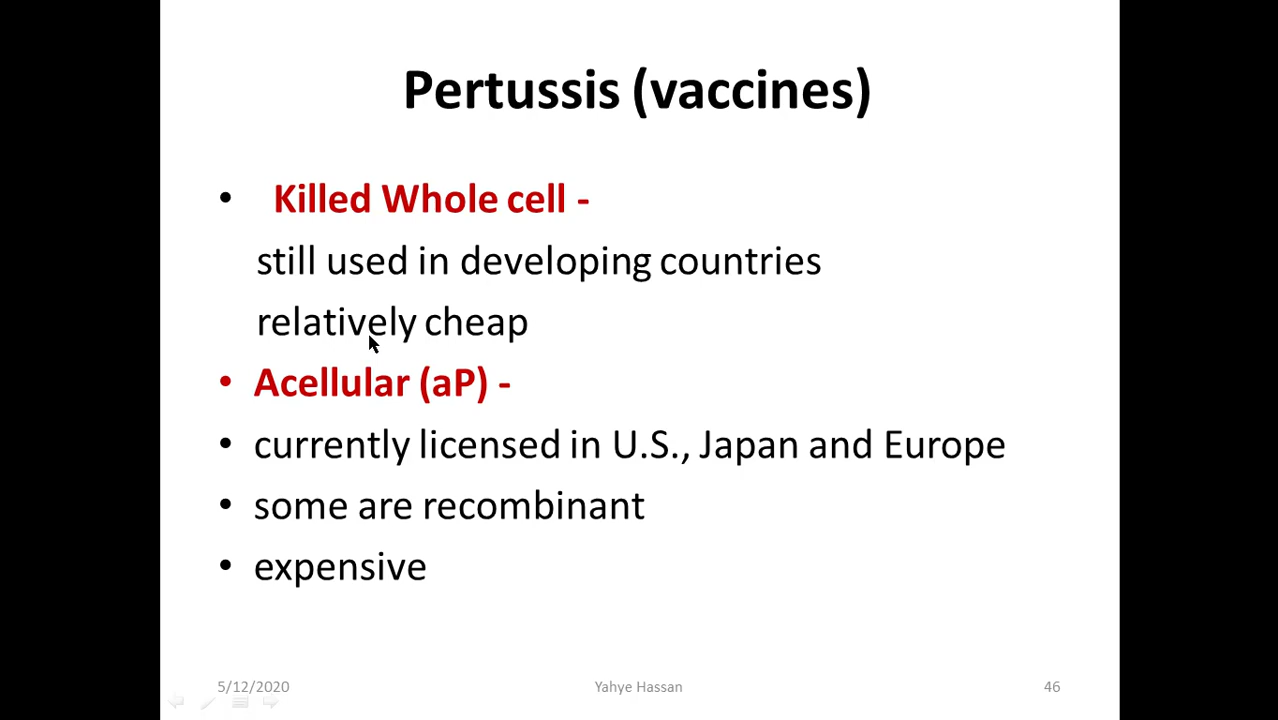 Pertussis (vaccines)
• Killed Whole cell -
still used in developing countries
relatively cheap
• Acellular (aP) -
• currently licensed in U.S., Japan and Europe
• some are recombinant
• expensive
5/12/2020 Yahye Hassan 46